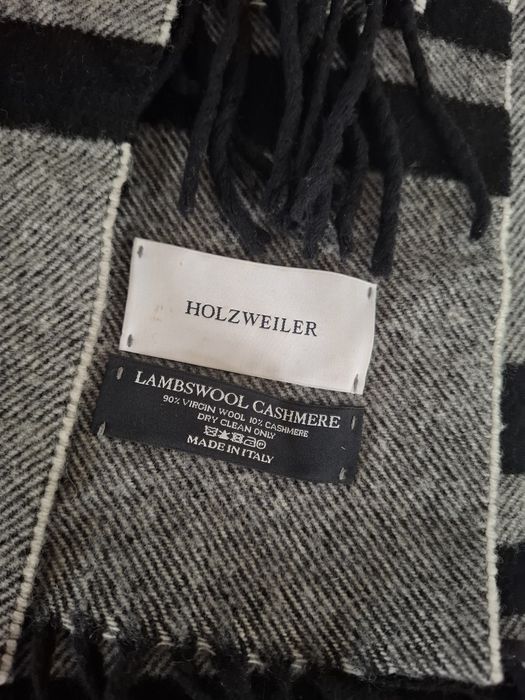 HOLZWEILER
LAMBSWOOL CASHMERE
90% VIRGIN WOOL 10% CASHMERE
DRY CLEAN ONLY
MADE IN ITALY